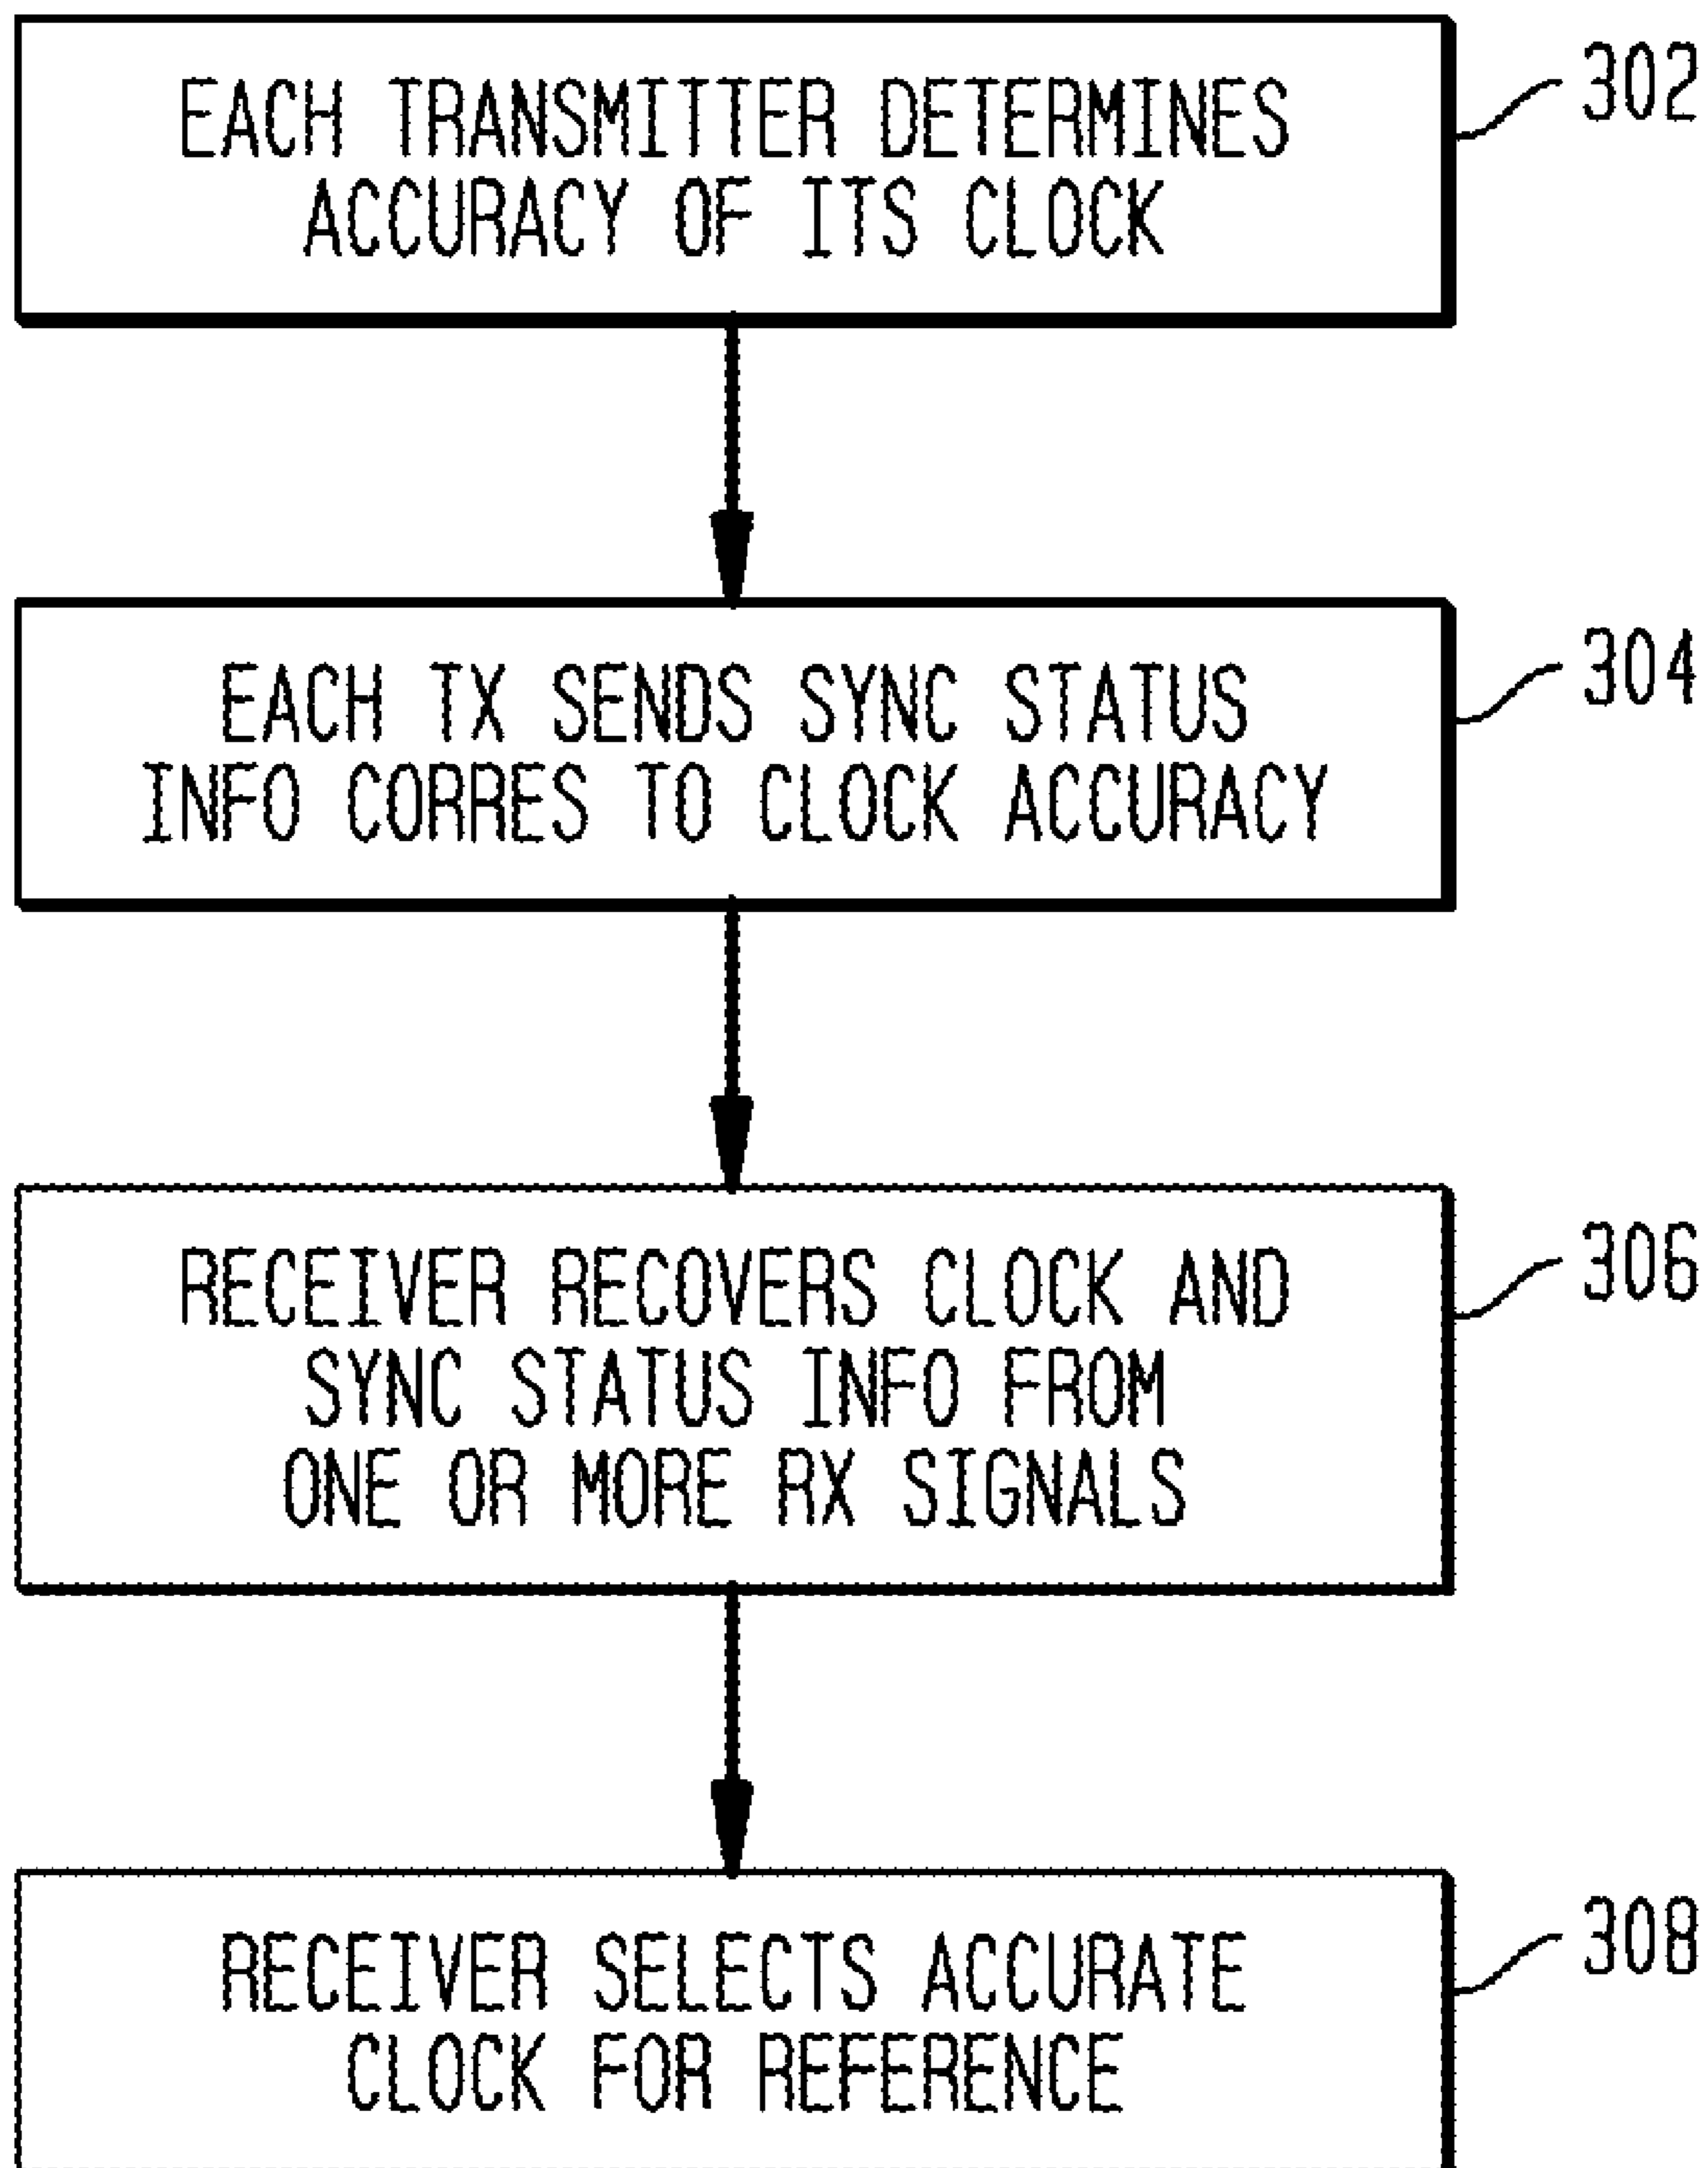 EACH TRANSMITTER DETERMINES
ACCURACY OF ITS CLOCK
302
EACH TX SENDS SYNC STATUS
INFO CORRES TO CLOCK ACCURACY
304
RECEIVER RECOVERS CLOCK AND
SYNC STATUS INFO FROM
ONE OR MORE RX SIGNALS
306
RECEIVER SELECTS ACCURATE
CLOCK FOR REFERENCE
308